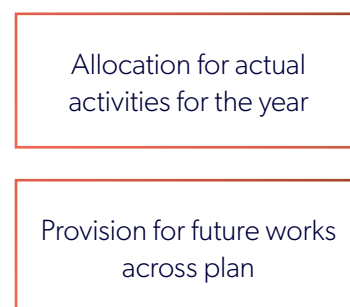 Allocation for actual
activities for the year
Provision for future works
across plan